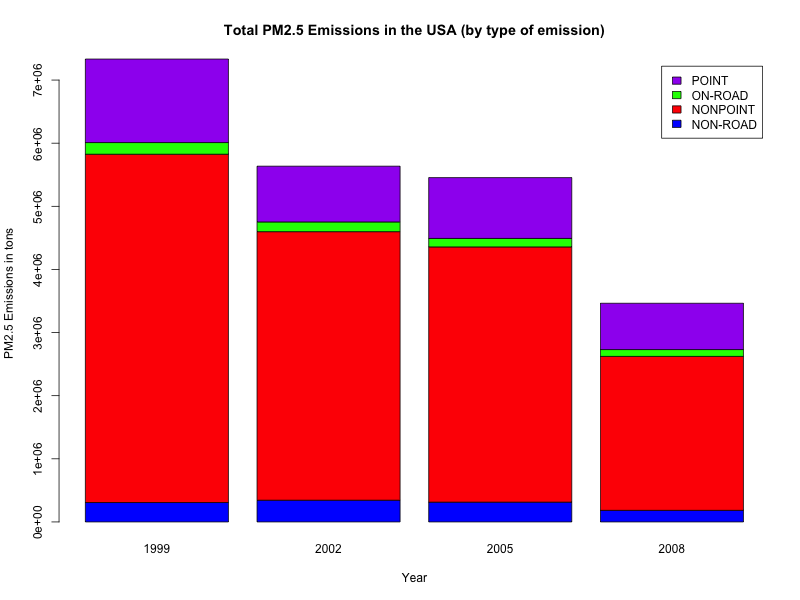 Total PM2.5 Emissions in the USA (by type of emission)
POINT
ON-ROAD
NONPOINT
NON-ROAD
PM2.5 Emissions in tons
7e+06
6e+06
5e+06
4e+06
3e+06
2e+06
1e+06
0e+00
1999 2002 2005 2008
Year